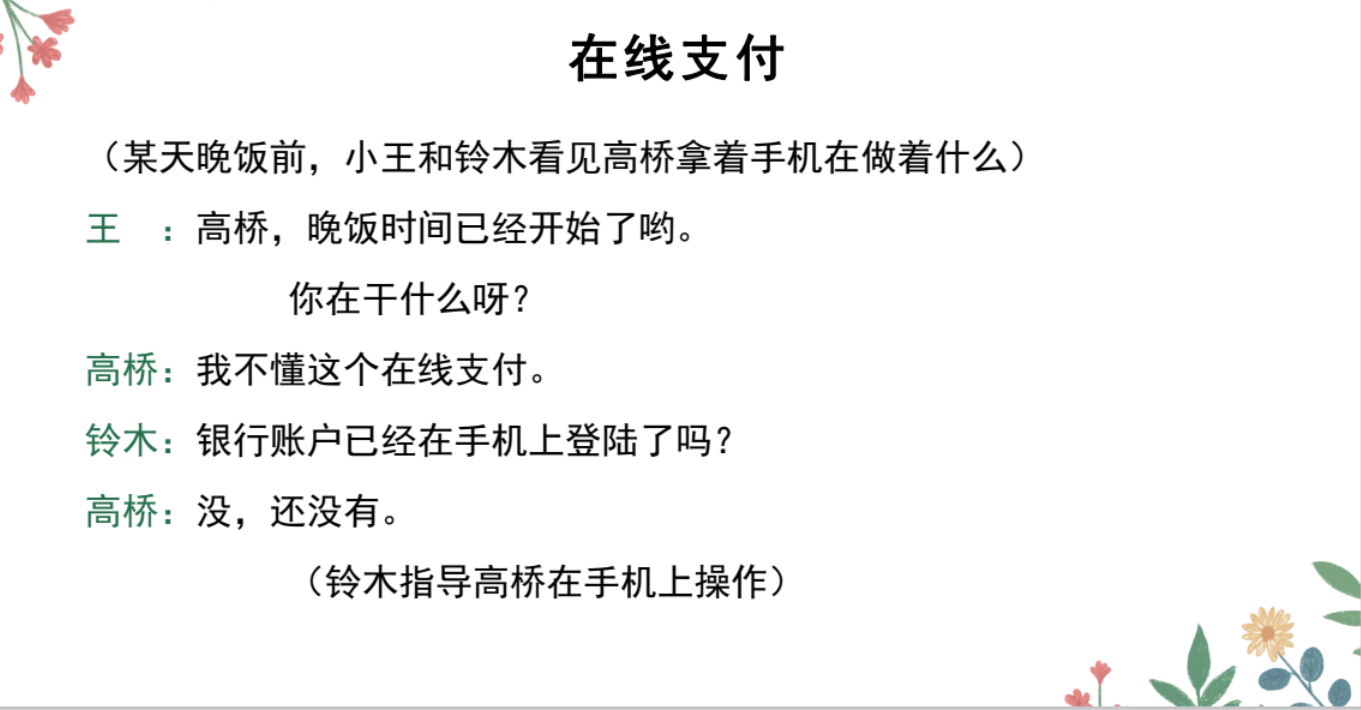 在线支付
（某天晚饭前，小王和铃木看见高桥拿着手机在做着什么）
王　：高桥，晚饭时间已经开始了哟。
你在干什么呀？
高桥：我不懂这个在线支付。
铃木：银行账户已经在手机上登陆了吗？
高桥：没，还没有。
（铃木指导高桥在手机上操作）